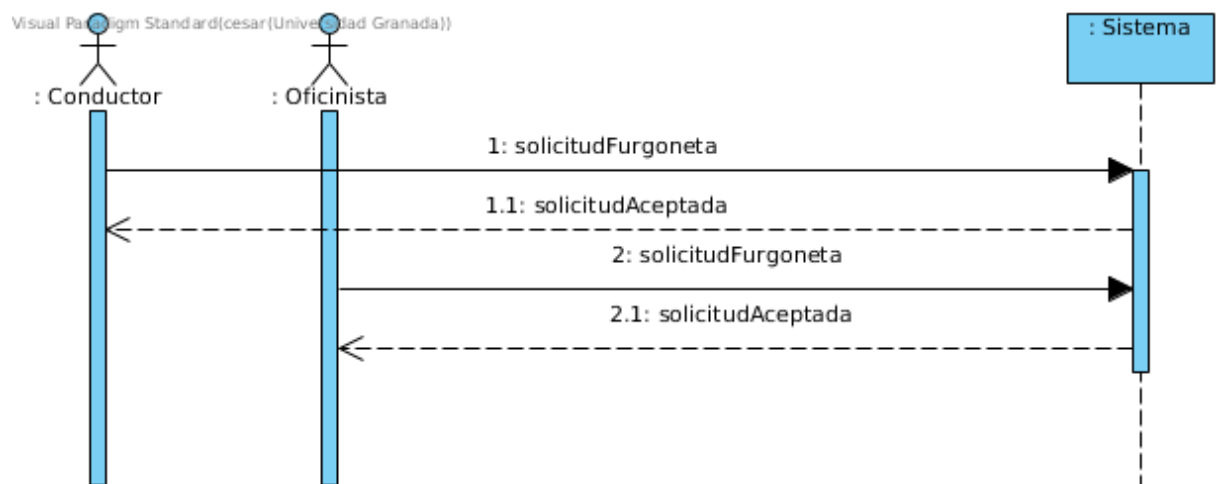 Visual Paradigm Standard(cesar(Universidad Granada))
: Sistema
: Conductor
: Oficinista
1: solicitudFurgoneta
1.1: solicitudAceptada
2: solicitudFurgoneta
2.1: solicitudAceptada